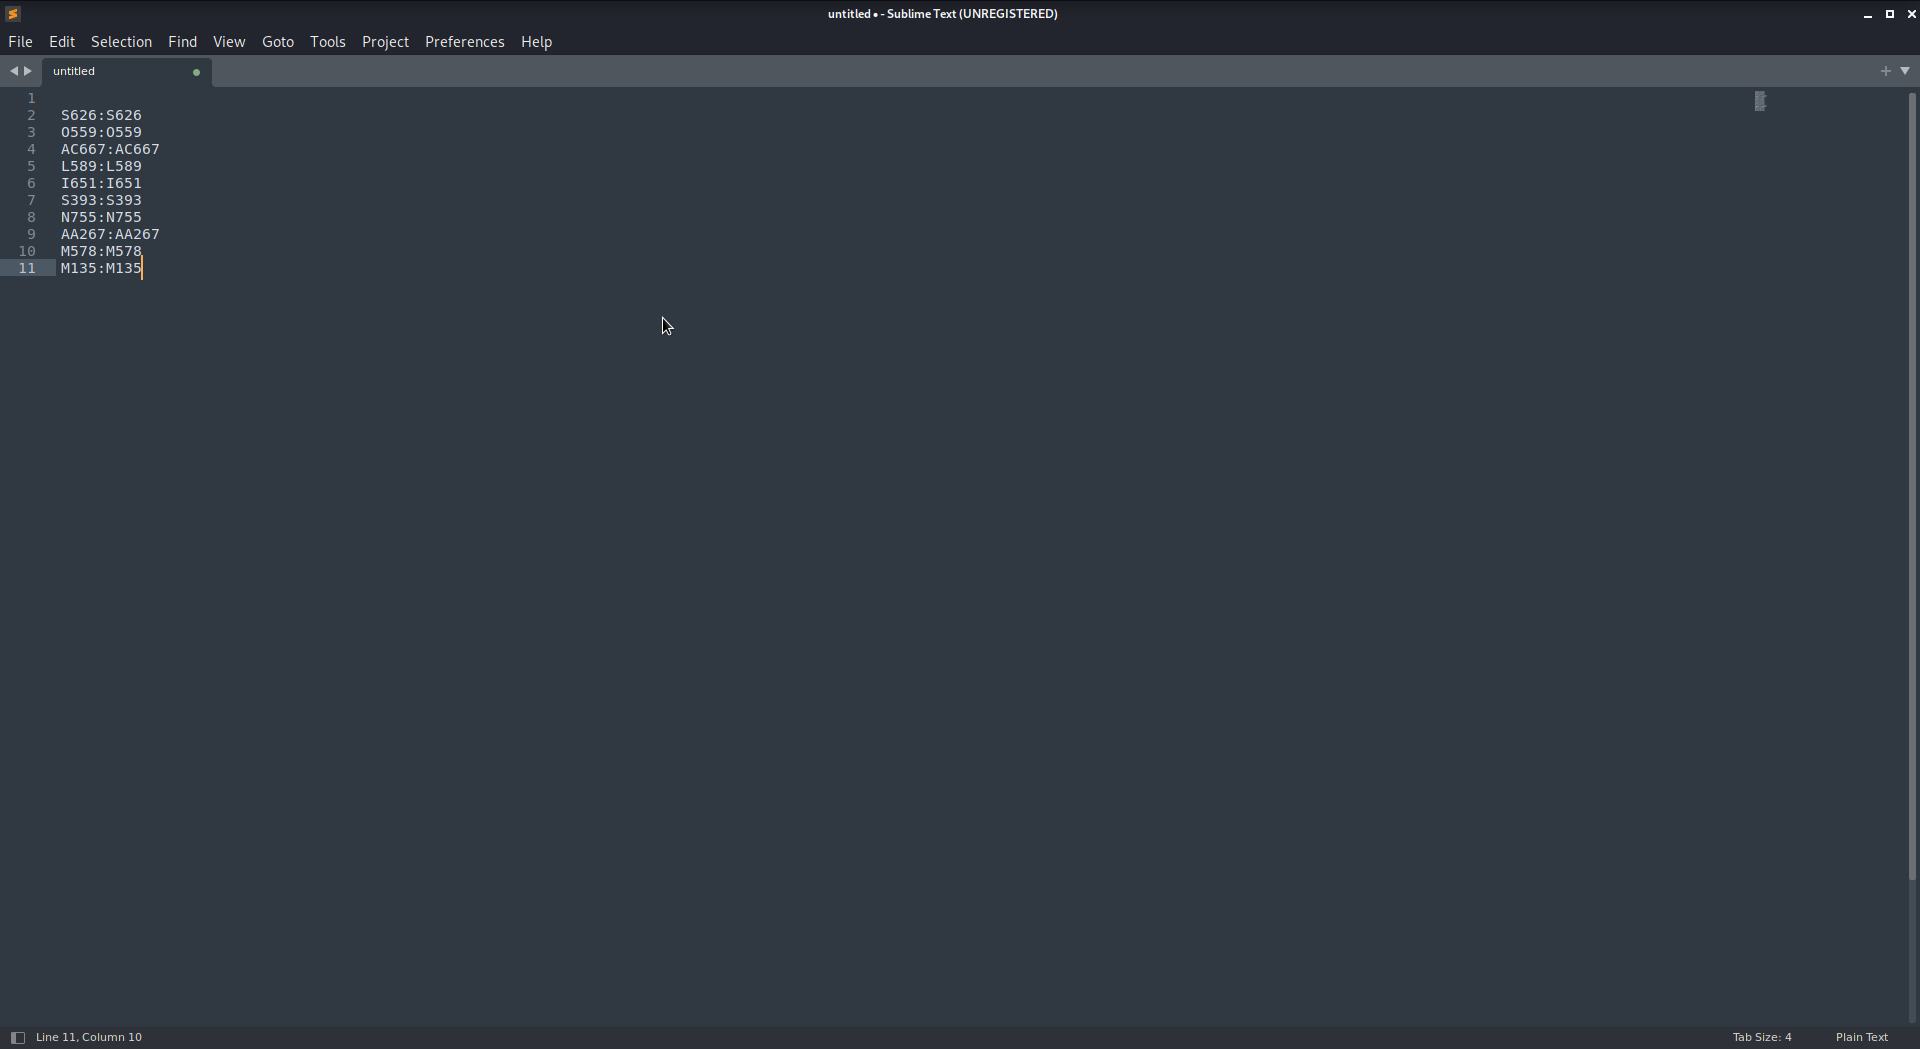 untitled • - Sublime Text (UNREGISTERED)
File Edit Selection Find View Goto Tools Project Preferences Help
untitled
1
2 S626:S626
3 O559:O559
4 AC667:AC667
5 L589:L589
6 I651:I651
7 S393:S393
8 N755:N755
9 AA267:AA267
10 M578:M578
11 M135:M135
Line 11, Column 10 Tab Size: 4 Plain Text